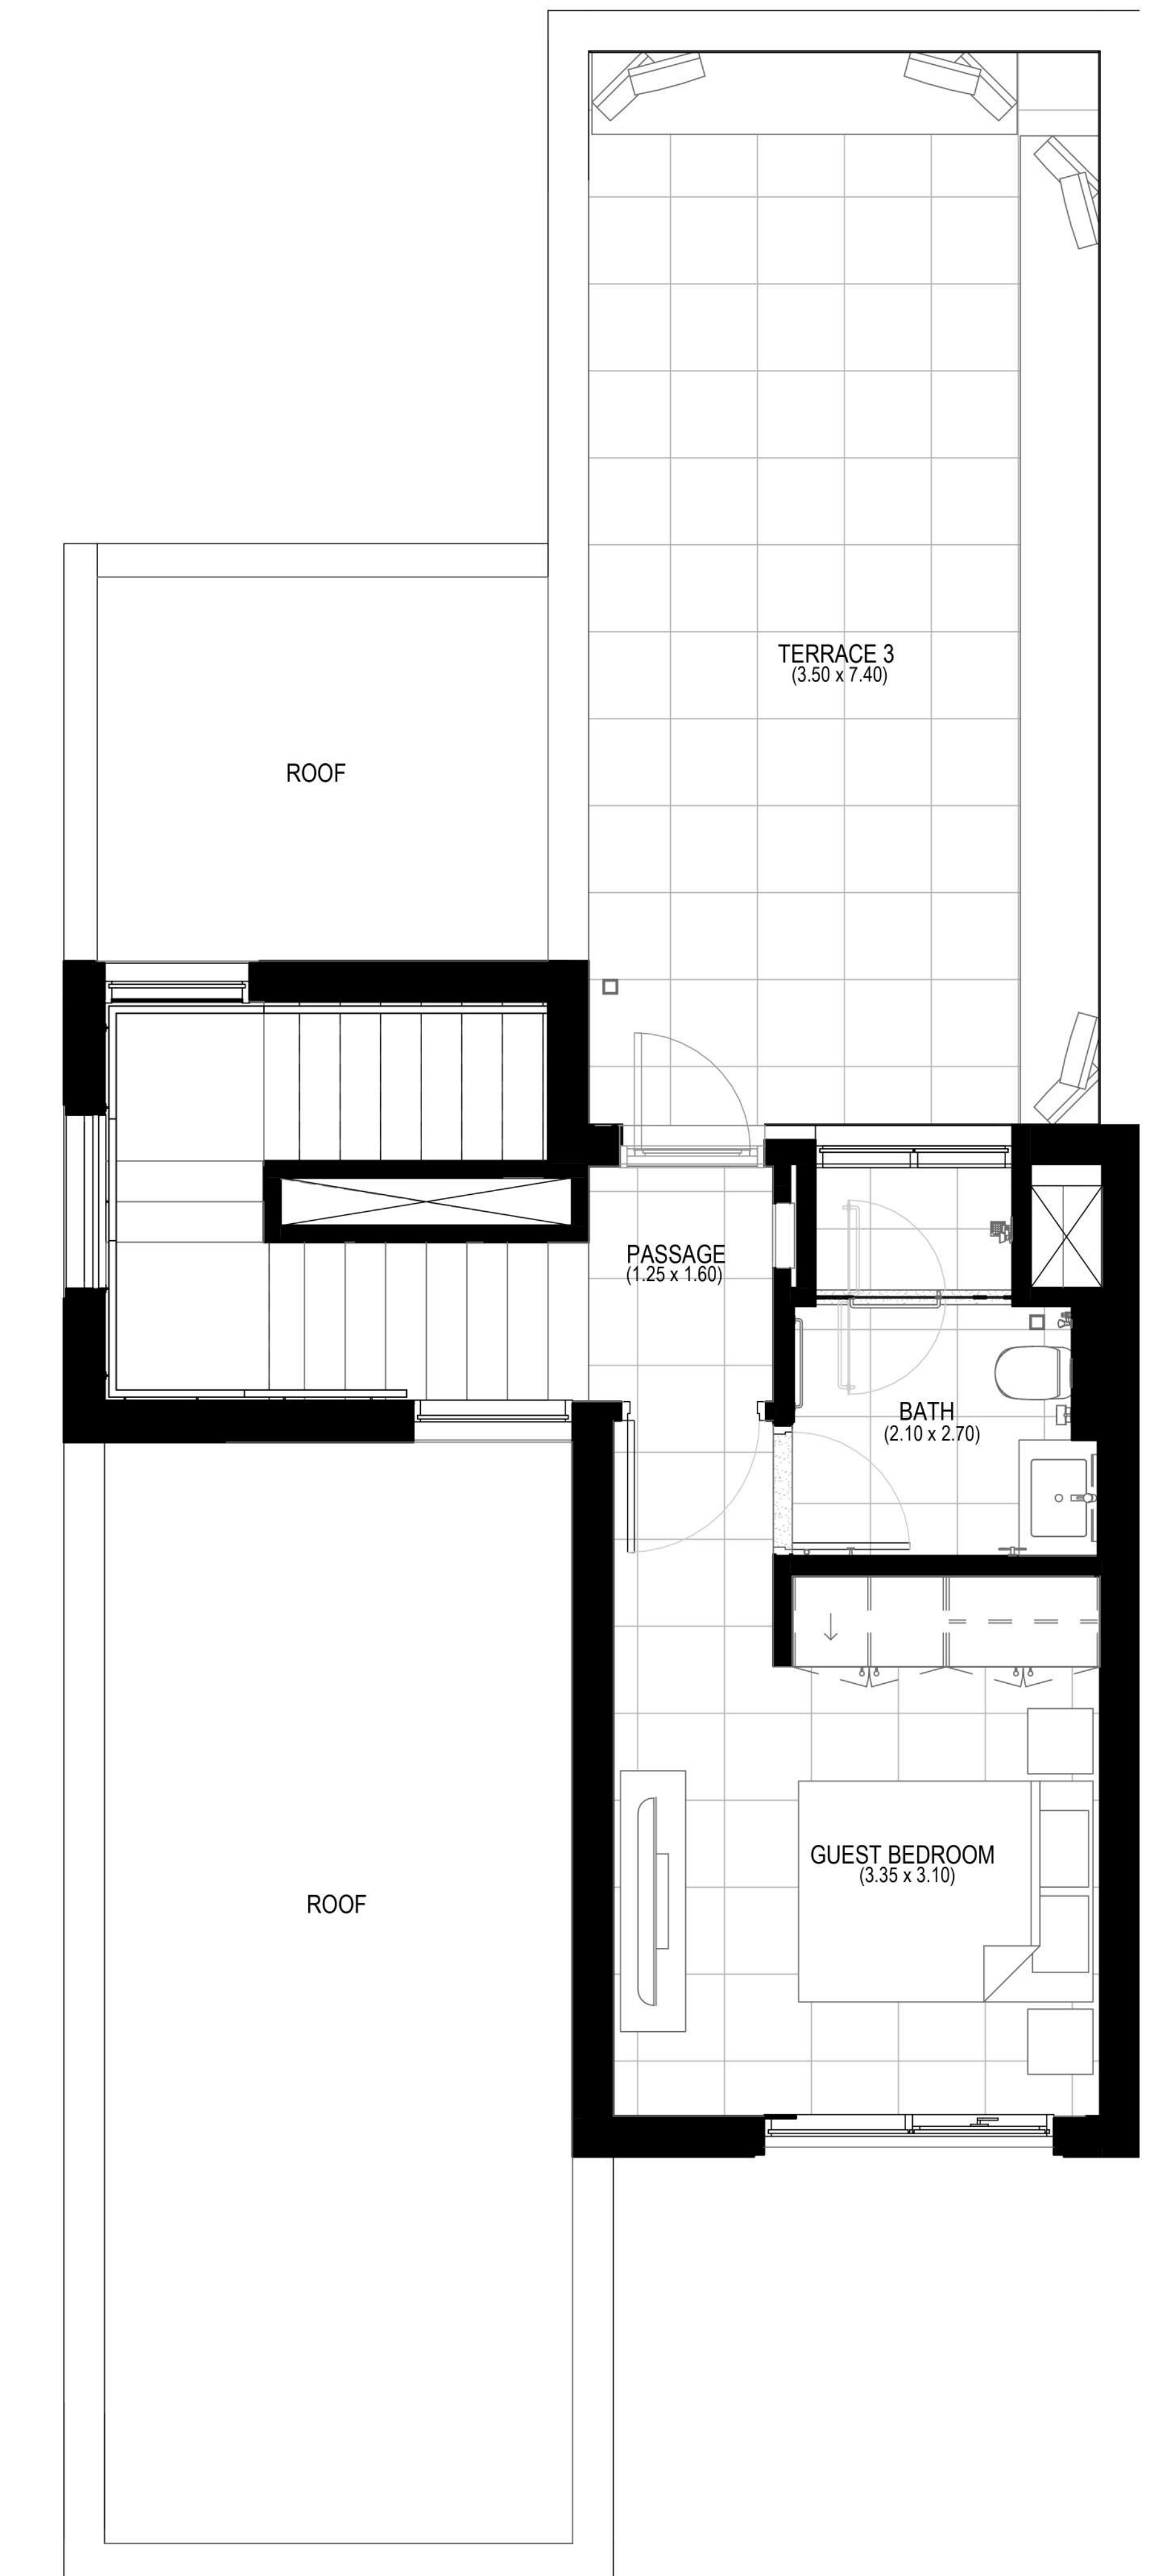 TERRACE 3
(3.50 x 7.40)
ROOF
PASSAGE
(1.25 x 1.60)
BATH
(2.10 x 2.70)
GUEST BEDROOM
(3.35 x 3.10)
ROOF